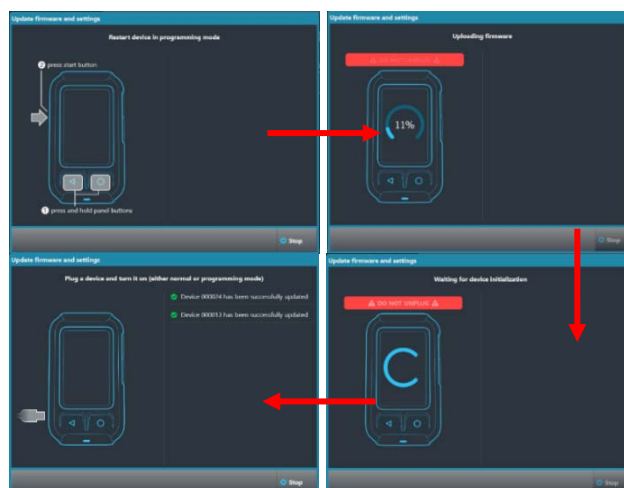 Update firmware and settings
Restart device in programming mode
2 press start button
1 press and hold panel buttons
Stop
Update firmware and settings
Uploading firmware
⚠ DO NOT UNPLUG ⚠
11%
Stop
Update firmware and settings
Plug a device and turn it on (either normal or programming mode)
Device 000024 has been successfully updated
Device 000013 has been successfully updated
Stop
Update firmware and settings
Waiting for device initialization
⚠ DO NOT UNPLUG ⚠
Stop